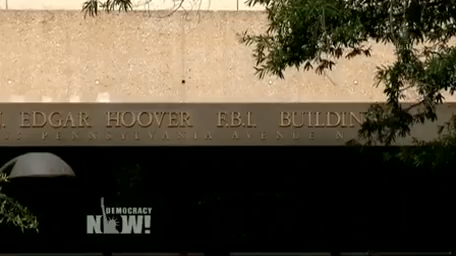 EDGAR HOOVER F.B.I. BUILDING
PENNSYLVANIA AVENUE N
DEMOCRACY
NOW!